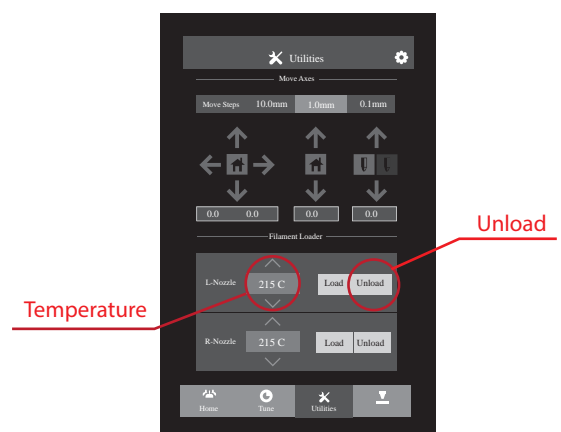 Utilities
Move Axes
Move Steps 10.0mm 1.0mm 0.1mm
0.0 0.0 0.0 0.0
Filament Loader
Unload
L-Nozzle 215 C Load Unload
Temperature
R-Nozzle 215 C Load Unload
Home Tune Utilities